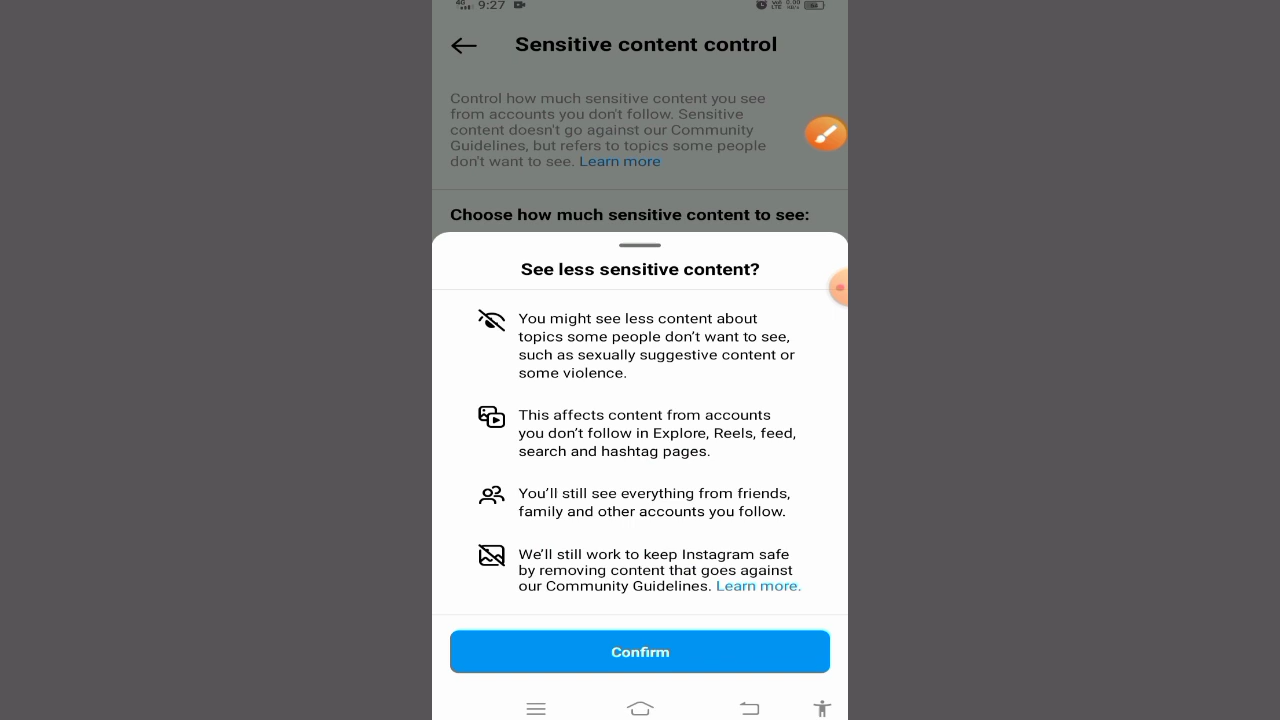 4G 9:27
Sensitive content control
Control how much sensitive content you see
from accounts you don't follow. Sensitive
content doesn't go against our Community
Guidelines, but refers to topics some people
don't want to see. Learn more
Choose how much sensitive content to see:
See less sensitive content?
You might see less content about
topics some people don't want to see,
such as sexually suggestive content or
some violence.
This affects content from accounts
you don't follow in Explore, Reels, feed,
search and hashtag pages.
You'll still see everything from friends,
family and other accounts you follow.
We'll still work to keep Instagram safe
by removing content that goes against
our Community Guidelines. Learn more.
Confirm